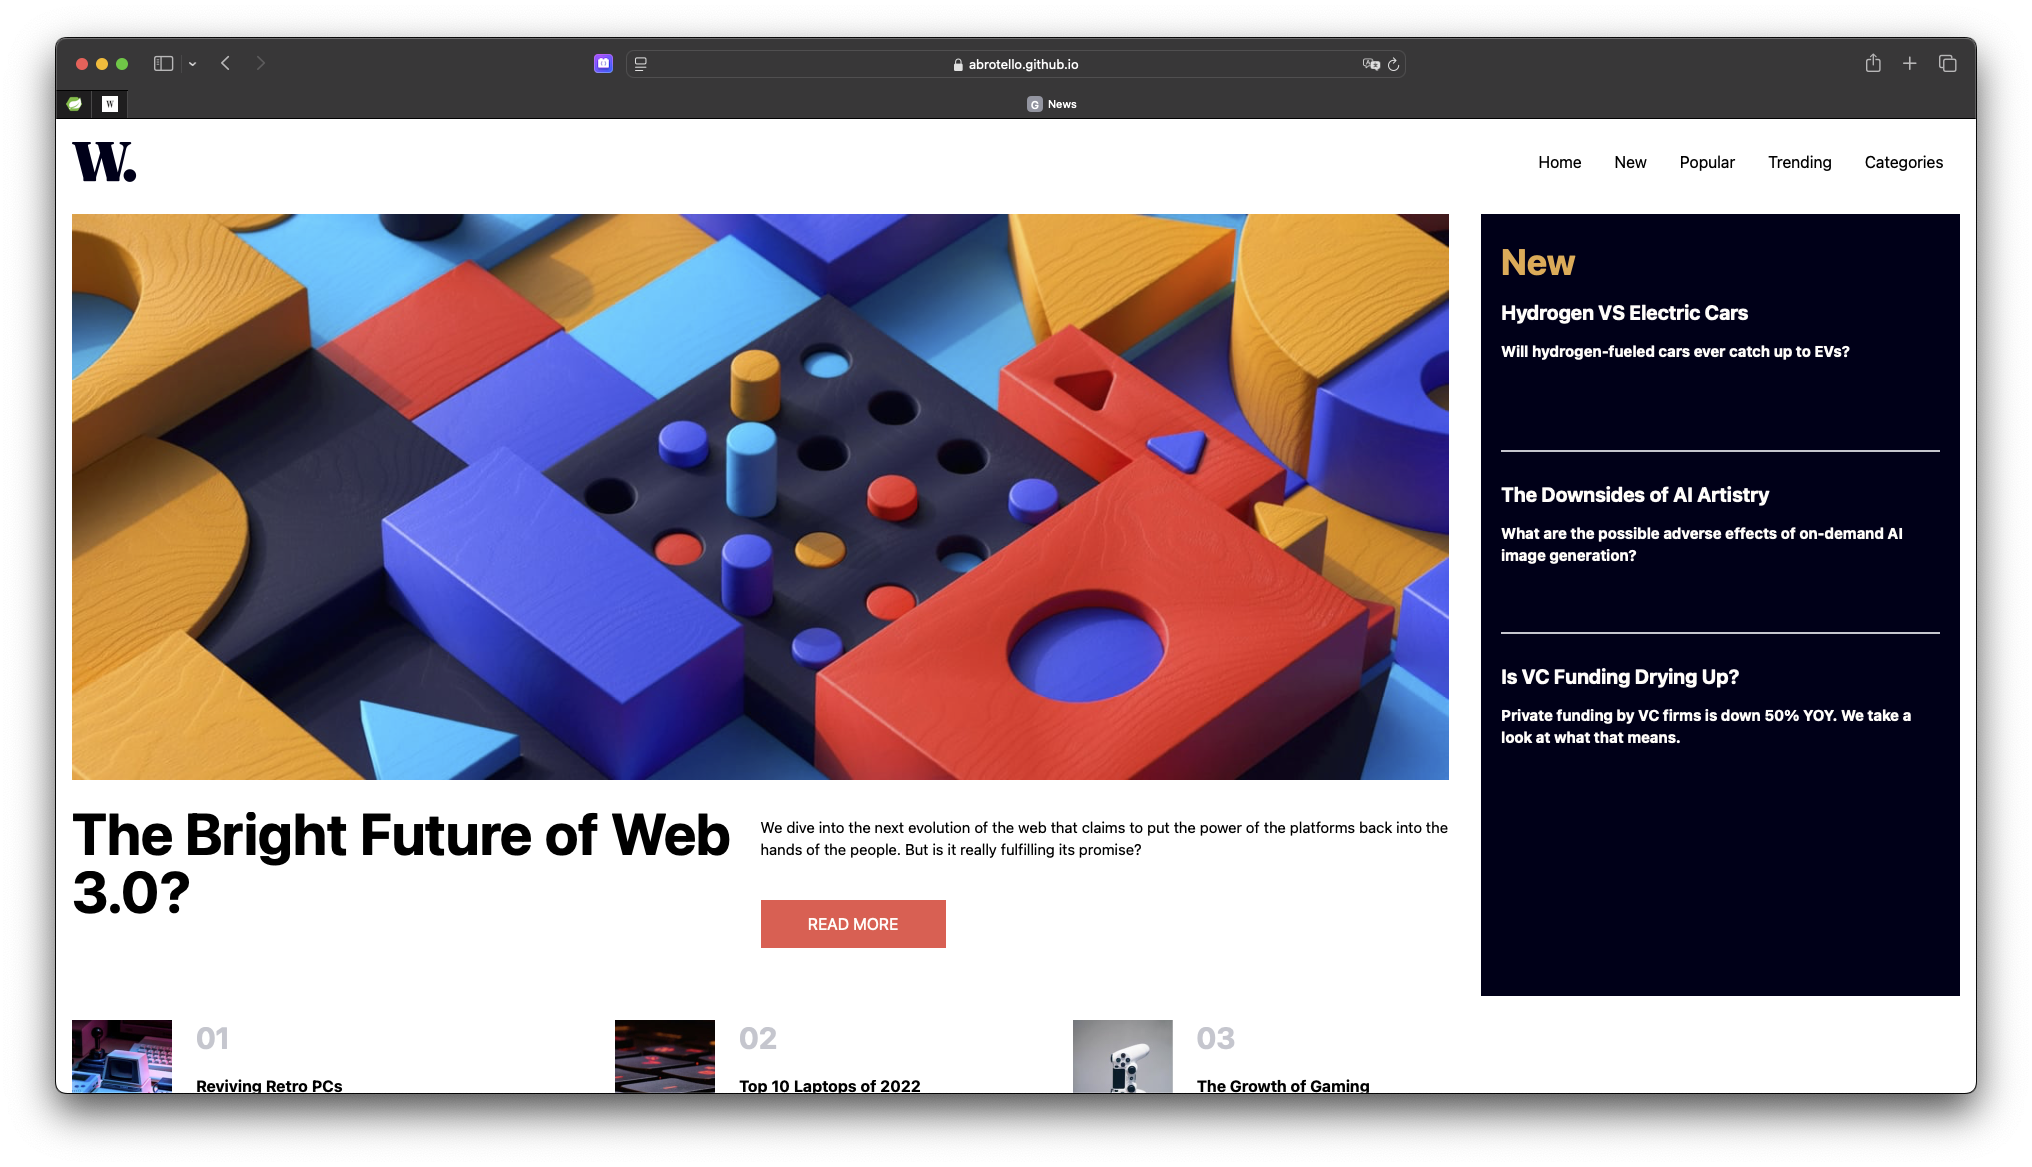 abrotello.github.io
W
G News
W.
Home New Popular Trending Categories
New
Hydrogen VS Electric Cars
Will hydrogen-fueled cars ever catch up to EVs?
The Downsides of AI Artistry
What are the possible adverse effects of on-demand AI
image generation?
Is VC Funding Drying Up?
Private funding by VC firms is down 50% YOY. We take a
look at what that means.
The Bright Future of Web
3.0?
We dive into the next evolution of the web that claims to put the power of the platforms back into the
hands of the people. But is it really fulfilling its promise?
READ MORE
01
Reviving Retro PCs
02
Top 10 Laptops of 2022
03
The Growth of Gaming